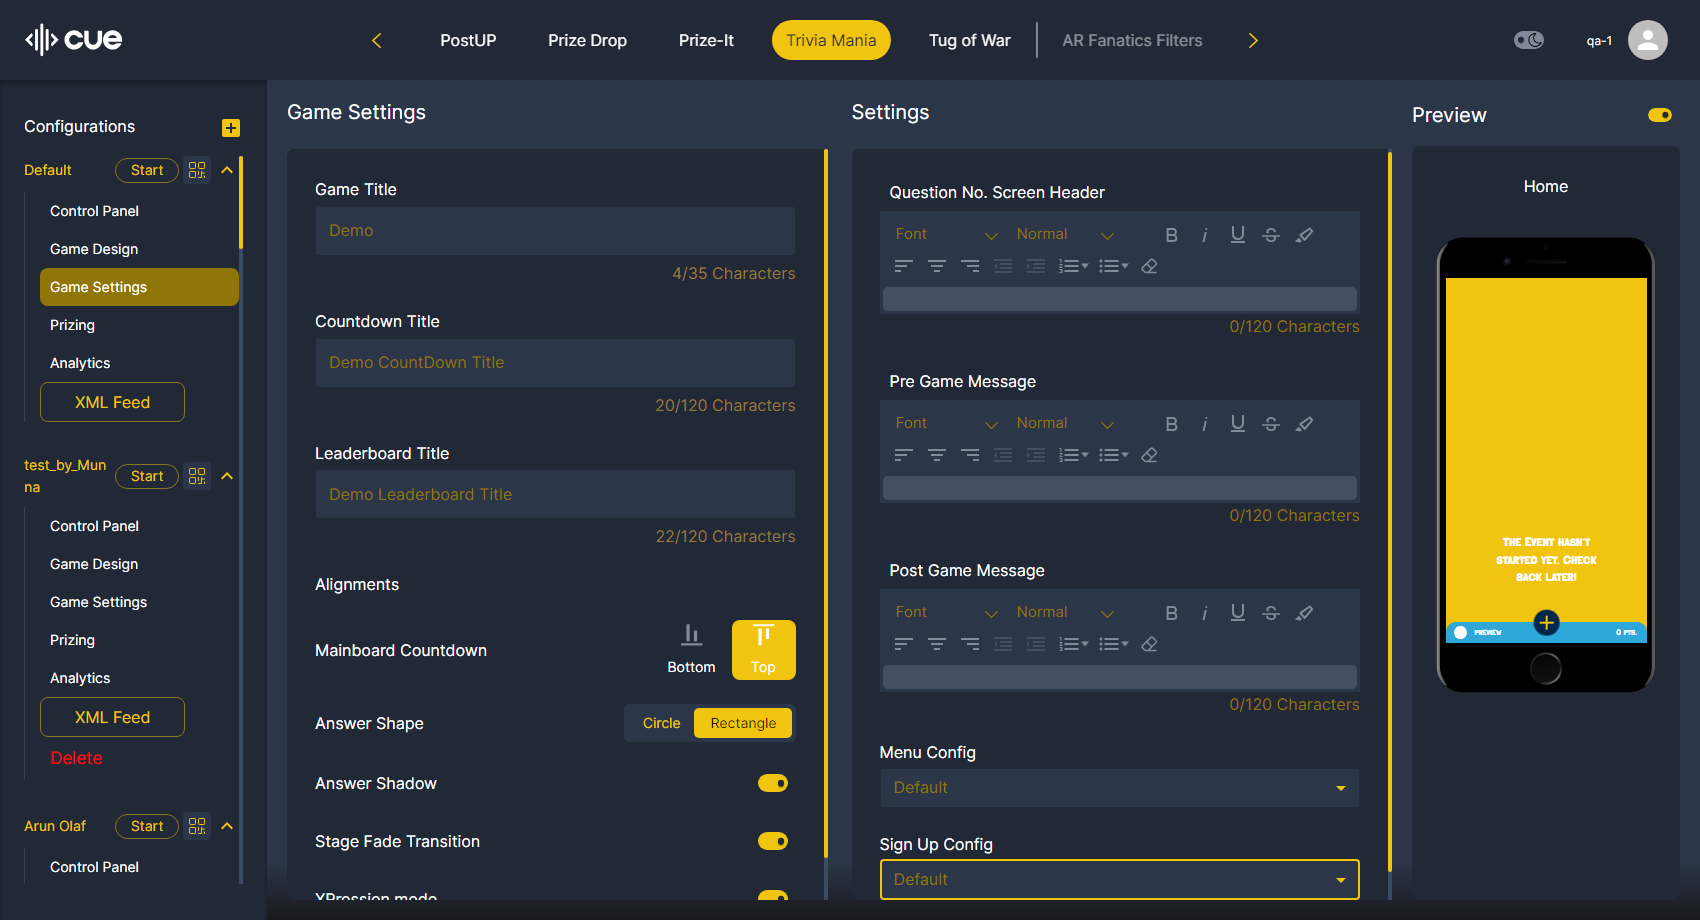 cue
PostUP
Prize Drop
Prize-It
Trivia Mania
Tug of War
AR Fanatics Filters
qa-1
Configurations
Default
Start
Control Panel
Game Design
Game Settings
Prizing
Analytics
XML Feed
test_by_Mun
na
Start
Control Panel
Game Design
Game Settings
Prizing
Analytics
XML Feed
Delete
Arun Olaf
Start
Control Panel
Game Settings
Game Title
Demo
4/35 Characters
Countdown Title
Demo CountDown Title
20/120 Characters
Leaderboard Title
Demo Leaderboard Title
22/120 Characters
Alignments
Mainboard Countdown
Bottom
Top
Answer Shape
Circle
Rectangle
Answer Shadow
Stage Fade Transition
XPression mode
Settings
Question No. Screen Header
Font
Normal
B i U S
0/120 Characters
Pre Game Message
Font
Normal
B i U S
0/120 Characters
Post Game Message
Font
Normal
B i U S
0/120 Characters
Menu Config
Default
Sign Up Config
Default
Preview
Home
The Event hasn't
started yet. Check
back later!
PREVIEW
0 PTS.